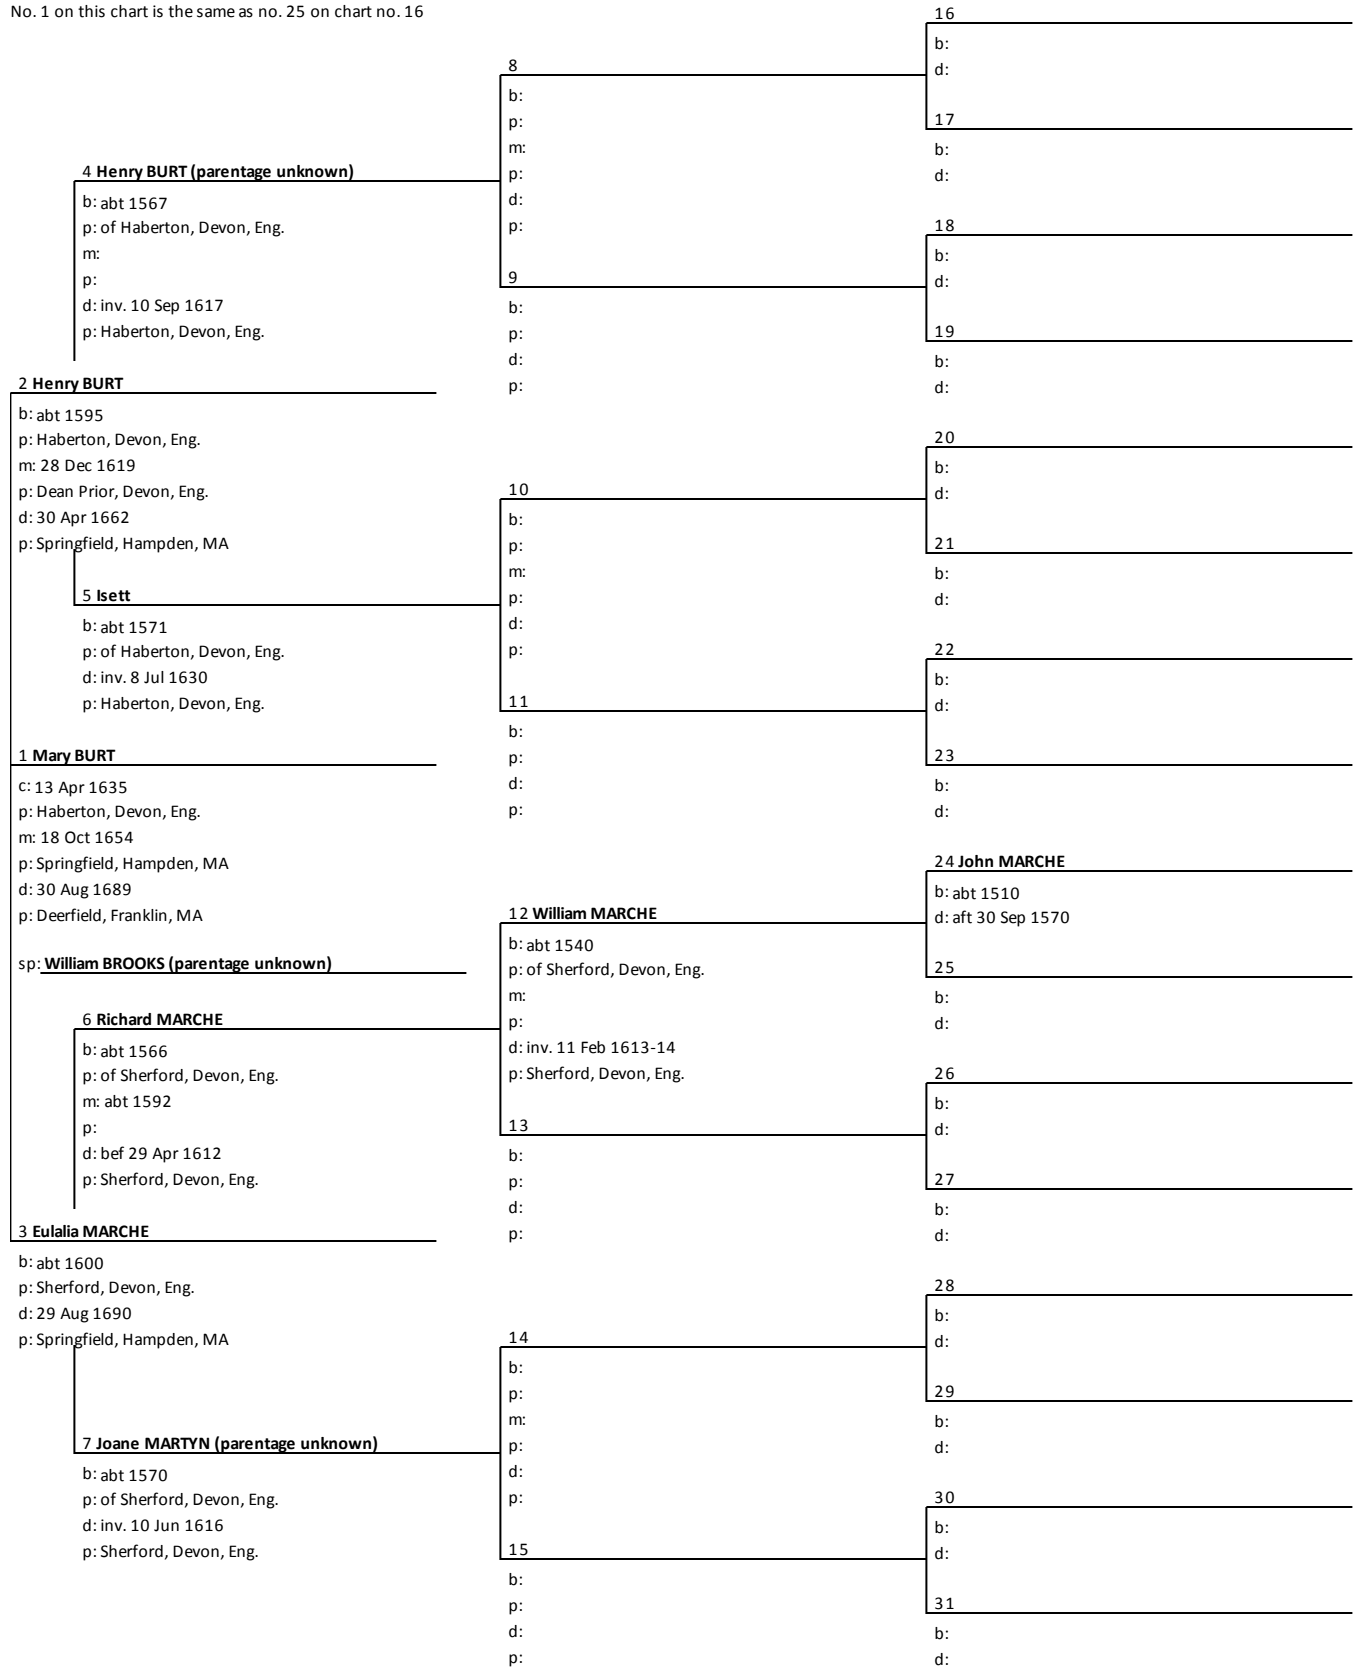 No. 1 on this chart is the same as no. 25 on chart no. 16
16
b:
d:
8
b:
p:
m:
p:
d:
p:
17
b:
d:
4 Henry BURT (parentage unknown)
b: abt 1567
p: of Haberton, Devon, Eng.
m:
p:
d: inv. 10 Sep 1617
p: Haberton, Devon, Eng.
18
b:
d:
9
b:
p:
d:
p:
19
b:
d:
2 Henry BURT
b: abt 1595
p: Haberton, Devon, Eng.
m: 28 Dec 1619
p: Dean Prior, Devon, Eng.
d: 30 Apr 1662
p: Springfield, Hampden, MA
20
b:
d:
10
b:
p:
m:
p:
d:
p:
21
b:
d:
5 Isett
b: abt 1571
p: of Haberton, Devon, Eng.
d: inv. 8 Jul 1630
p: Haberton, Devon, Eng.
22
b:
d:
11
b:
p:
d:
p:
23
b:
d:
1 Mary BURT
c: 13 Apr 1635
p: Haberton, Devon, Eng.
m: 18 Oct 1654
p: Springfield, Hampden, MA
d: 30 Aug 1689
p: Deerfield, Franklin, MA
sp: William BROOKS (parentage unknown)
24 John MARCHE
b: abt 1510
d: aft 30 Sep 1570
12 William MARCHE
b: abt 1540
p: of Sherford, Devon, Eng.
m:
p:
d: inv. 11 Feb 1613-14
p: Sherford, Devon, Eng.
25
b:
d:
6 Richard MARCHE
b: abt 1566
p: of Sherford, Devon, Eng.
m: abt 1592
p:
d: bef 29 Apr 1612
p: Sherford, Devon, Eng.
26
b:
d:
13
b:
p:
d:
p:
27
b:
d:
3 Eulalia MARCHE
b: abt 1600
p: Sherford, Devon, Eng.
d: 29 Aug 1690
p: Springfield, Hampden, MA
28
b:
d:
14
b:
p:
m:
p:
d:
p:
29
b:
d:
7 Joane MARTYN (parentage unknown)
b: abt 1570
p: of Sherford, Devon, Eng.
d: inv. 10 Jun 1616
p: Sherford, Devon, Eng.
30
b:
d:
15
b:
p:
d:
p:
31
b:
d: